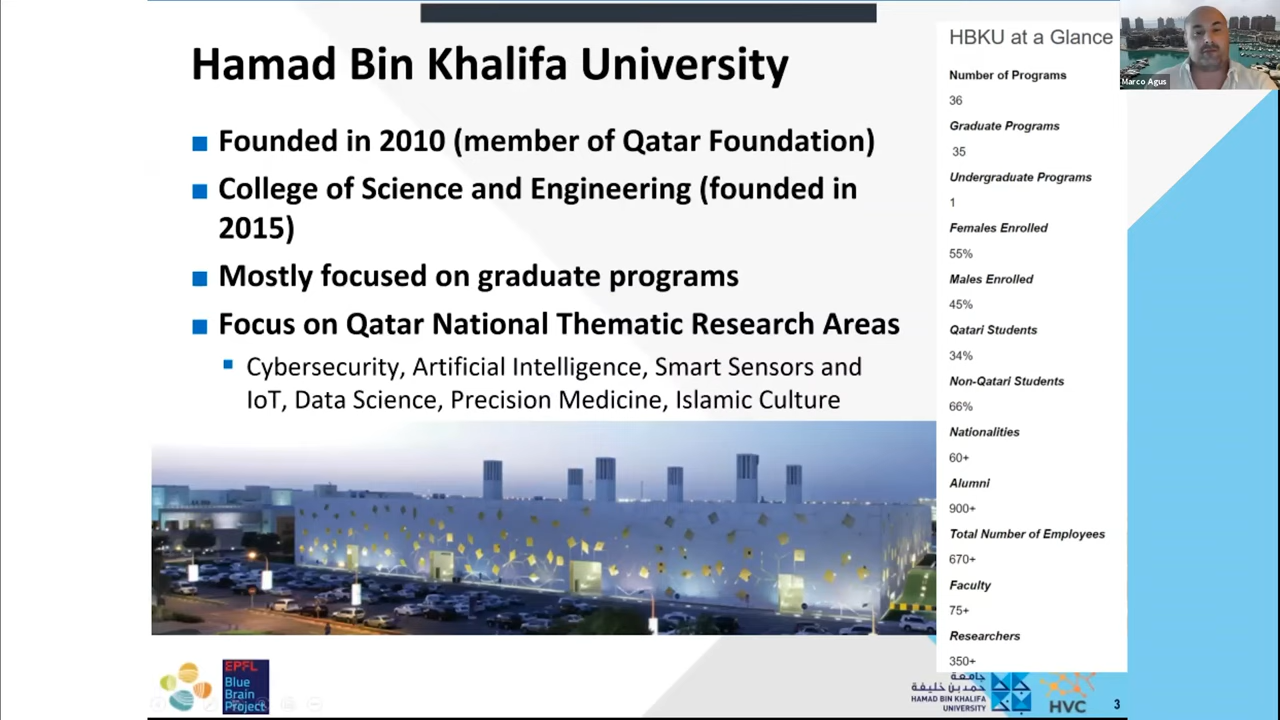 Hamad Bin Khalifa University
Founded in 2010 (member of Qatar Foundation)
College of Science and Engineering (founded in
2015)
Mostly focused on graduate programs
Focus on Qatar National Thematic Research Areas
Cybersecurity, Artificial Intelligence, Smart Sensors and
IoT, Data Science, Precision Medicine, Islamic Culture
HBKU at a Glance
Number of Programs
36
Graduate Programs
35
Undergraduate Programs
1
Females Enrolled
55%
Males Enrolled
45%
Qatari Students
34%
Non-Qatari Students
66%
Nationalities
60+
Alumni
900+
Total Number of Employees
670+
Faculty
75+
Researchers
350+
Marco Agus
EPFL
Blue
Brain
Project
جامعة
حمد بن خليفة
HAMAD BIN KHALIFA
UNIVERSITY
HVC
3